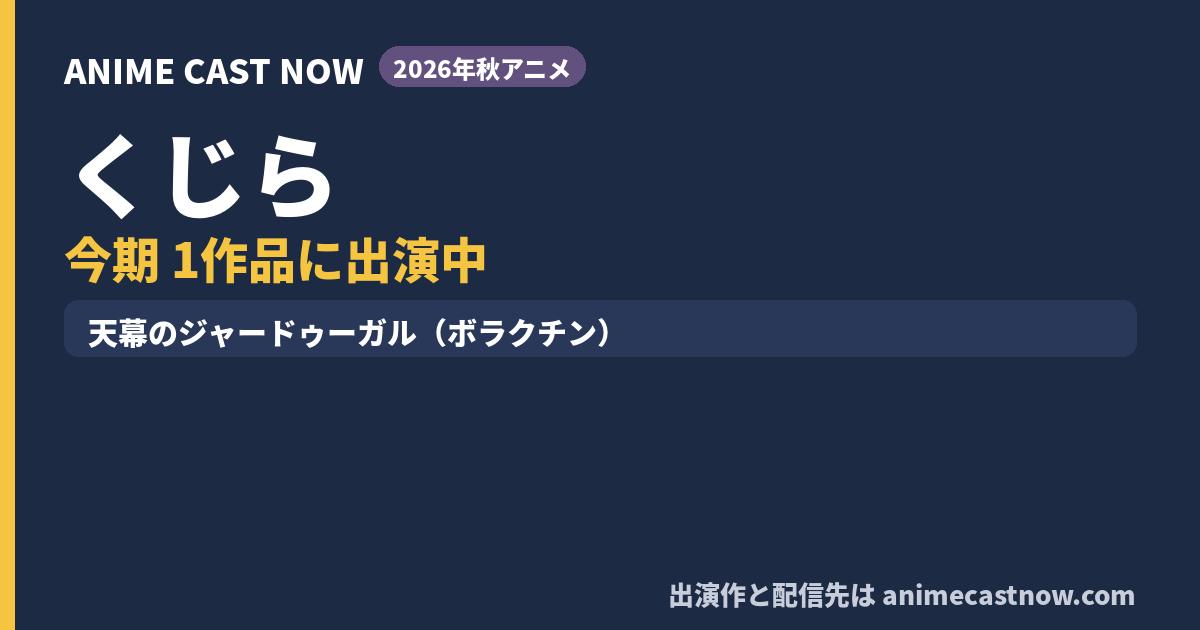 ANIME CAST NOW 2026年秋アニメ
くじら
今期 1作品に出演中
天幕のジャードゥーガル（ボラクチン）
出演作と配信先は animecastnow.com